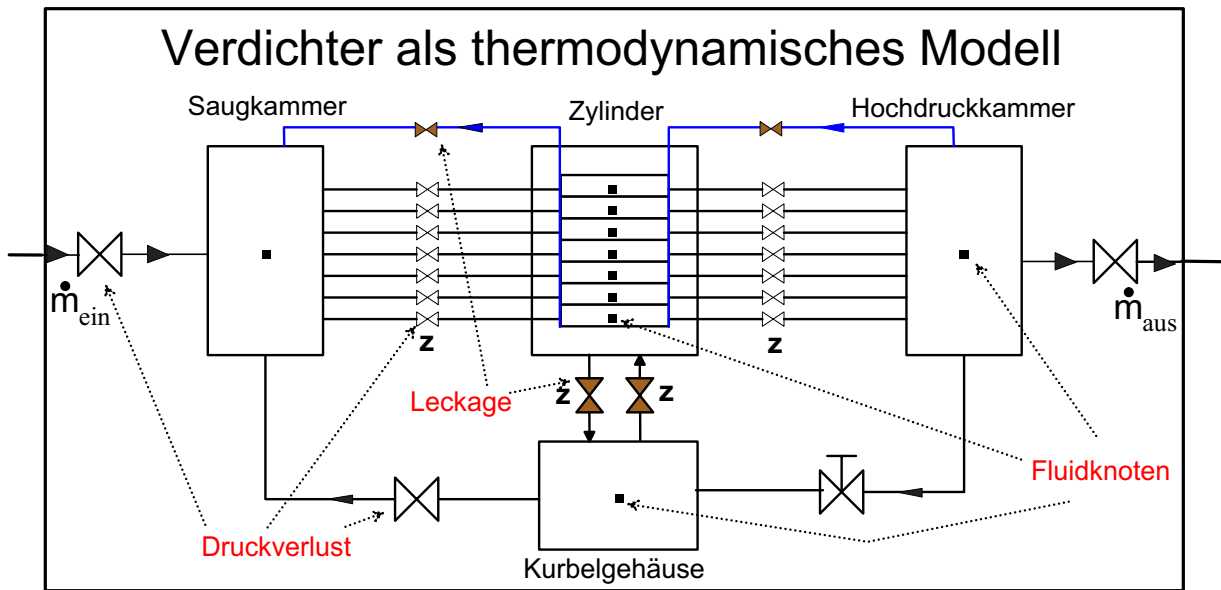 Verdichter als thermodynamisches Modell
Saugkammer
Zylinder
Hochdruckkammer
ṁein
ṁaus
z
z
Leckage
z
z
Fluidknoten
Druckverlust
Kurbelgehäuse